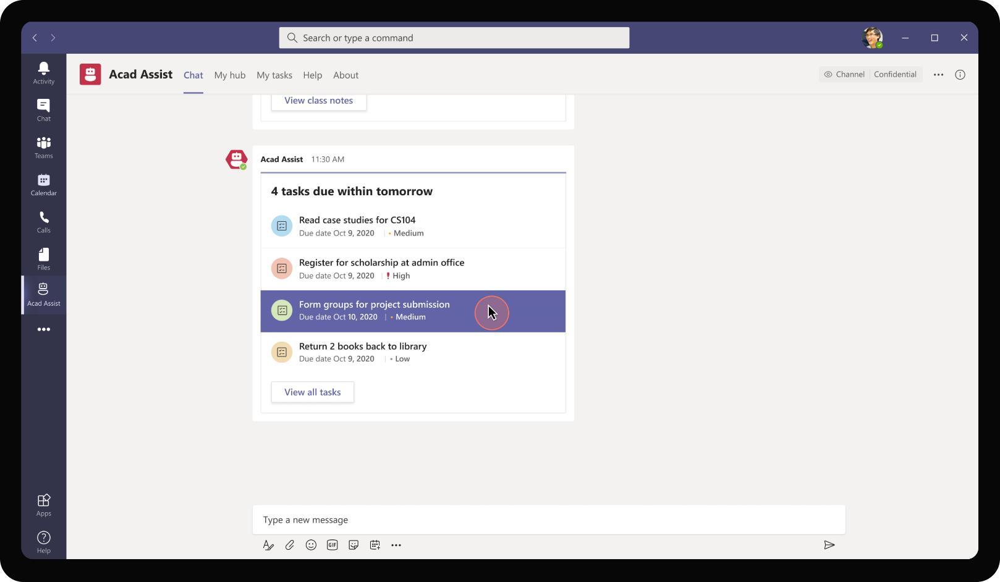 Search or type a command
Activity
Chat
Teams
Calendar
Calls
Files
Acad Assist
Apps
Help
Acad Assist
Chat
My hub
My tasks
Help
About
Channel
Confidential
View class notes
Acad Assist 11:30 AM
4 tasks due within tomorrow
Read case studies for CS104
Due date Oct 9, 2020 | • Medium
Register for scholarship at admin office
Due date Oct 9, 2020 | ! High
Form groups for project submission
Due date Oct 10, 2020 | • Medium
Return 2 books back to library
Due date Oct 9, 2020 | • Low
View all tasks
Type a new message
GIF